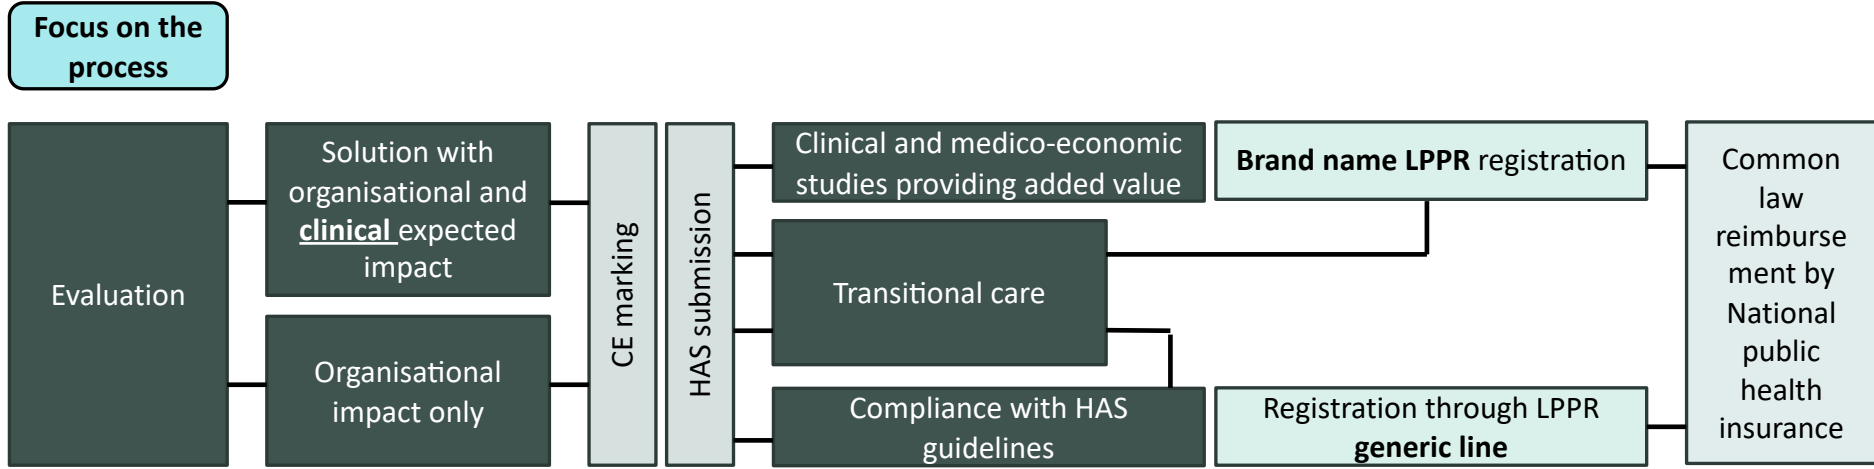 Focus on the
process
Evaluation
Solution with
organisational and
clinical expected
impact
Organisational
impact only
CE marking
HAS submission
Clinical and medico-economic
studies providing added value
Transitional care
Compliance with HAS
guidelines
Brand name LPPR registration
Registration through LPPR
generic line
Common
law
reimburse
ment by
National
public
health
insurance